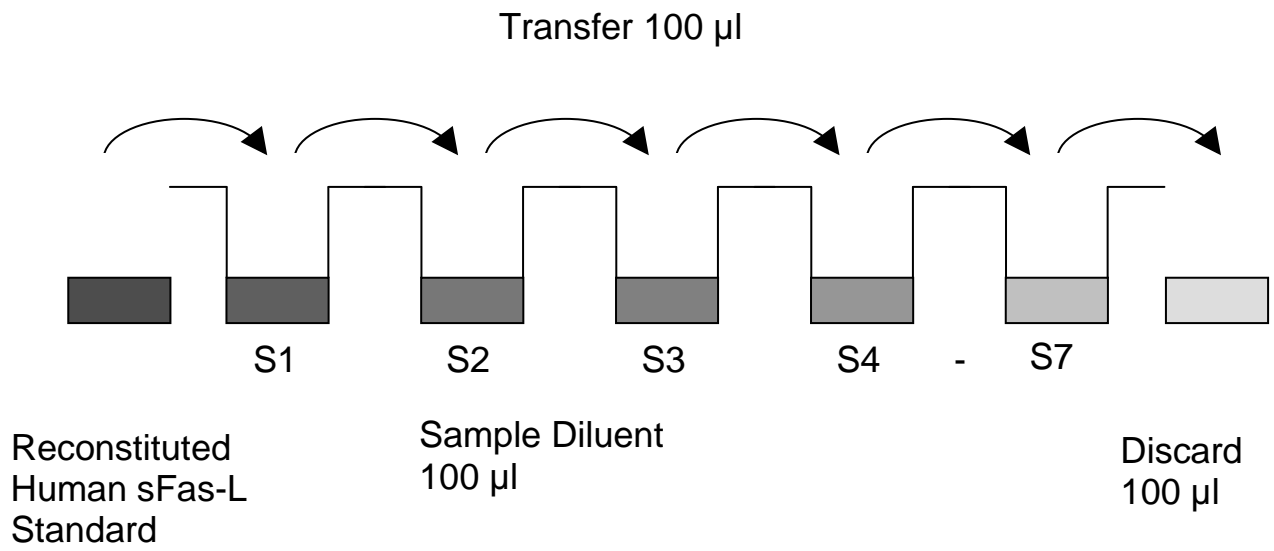 Transfer 100 µl
S1 S2 S3 S4 - S7
Reconstituted
Human sFas-L
Standard
Sample Diluent
100 µl
Discard
100 µl